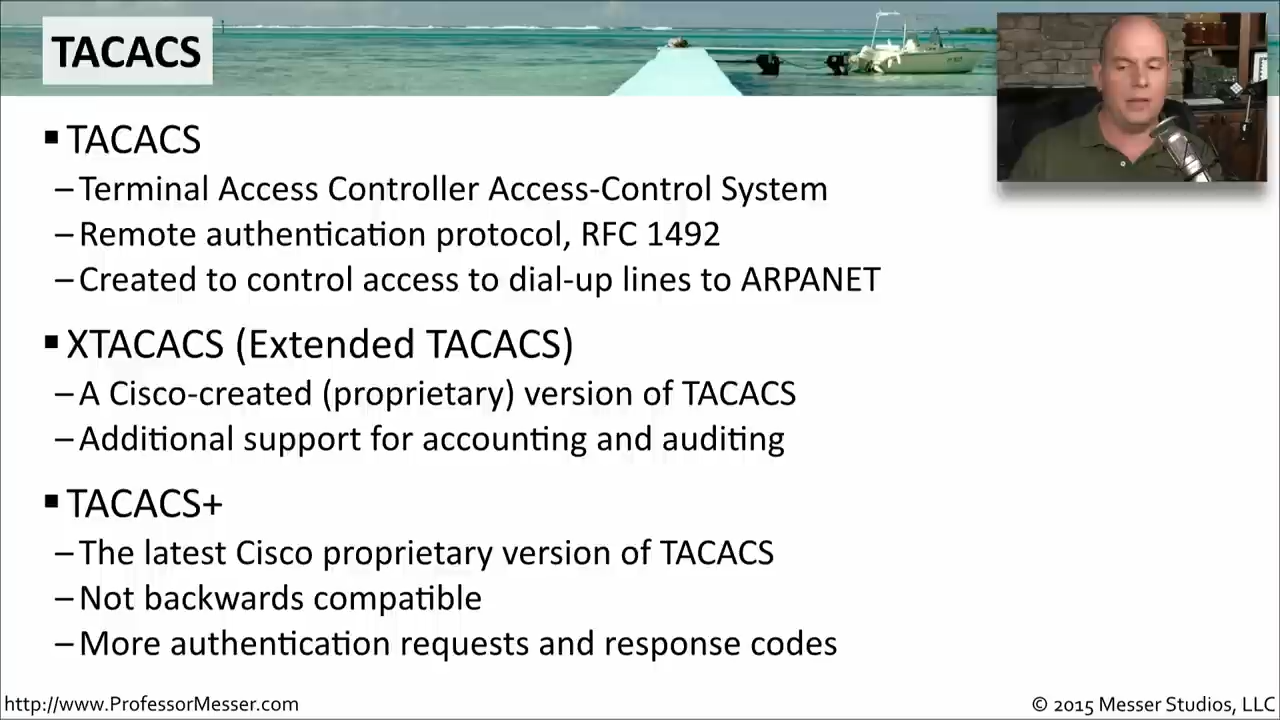 TACACS
▪ TACACS
– Terminal Access Controller Access-Control System
– Remote authentication protocol, RFC 1492
– Created to control access to dial-up lines to ARPANET
▪ XTACACS (Extended TACACS)
– A Cisco-created (proprietary) version of TACACS
– Additional support for accounting and auditing
▪ TACACS+
– The latest Cisco proprietary version of TACACS
– Not backwards compatible
– More authentication requests and response codes
http://www.ProfessorMesser.com
© 2015 Messer Studios, LLC